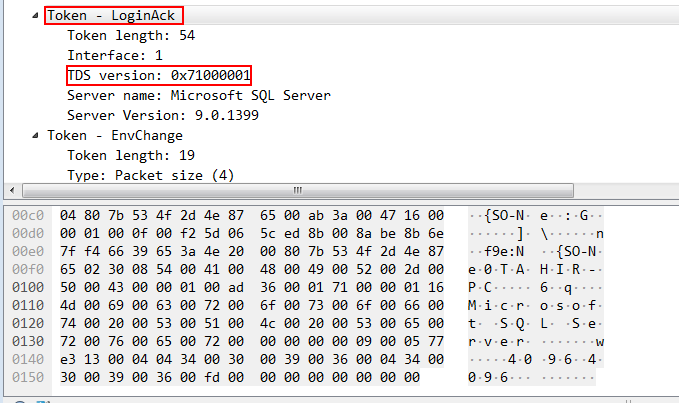 Token - LoginAck
Token length: 54
Interface: 1
TDS version: 0x71000001
Server name: Microsoft SQL Server
Server Version: 9.0.1399
Token - EnvChange
Token length: 19
Type: Packet size (4)
00c0 04 80 7b 53 4f 2d 4e 87 65 00 ab 3a 00 47 16 00 ··{SO-N· e··:·G··
00d0 00 01 00 0f 00 f2 5d 06 5c ed 8b 00 8a be 8b 6e ······]· \······n
00e0 7f f4 66 39 65 3a 4e 20 00 80 7b 53 4f 2d 4e 87 ··f9e:N  ··{SO-N·
00f0 65 02 30 08 54 00 41 00 48 00 49 00 52 00 2d 00 e·0·T·A· H·I·R·-·
0100 50 00 43 00 00 01 00 ad 36 00 01 71 00 00 01 16 P·C····· 6··q····
0110 4d 00 69 00 63 00 72 00 6f 00 73 00 6f 00 66 00 M·i·c·r· o·s·o·f·
0120 74 00 20 00 53 00 51 00 4c 00 20 00 53 00 65 00 t· ·S·Q· L· ·S·e·
0130 72 00 76 00 65 00 72 00 00 00 00 00 09 00 05 77 r·v·e·r· ·······w
0140 e3 13 00 04 04 34 00 30 00 39 00 36 00 04 34 00 ·····4·0 ·9·6··4·
0150 30 00 39 00 36 00 fd 00 00 00 00 00 00 00 00 0·9·6··· ·······